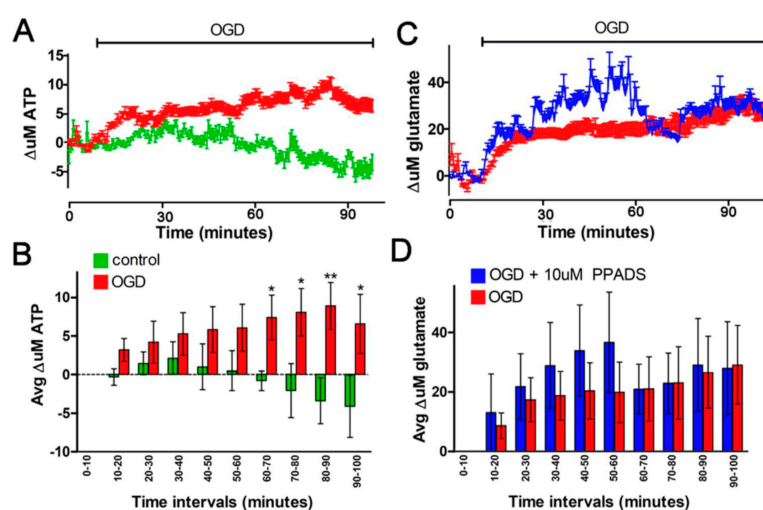 A
OGD
15
10
5
0
-5
ΔuM ATP
0
30
60
90
Time (minutes)
C
OGD
40
20
0
ΔuM glutamate
0
30
60
90
Time (minutes)
B
control
OGD
10
5
0
-5
-10
Avg ΔuM ATP
*
*
**
*
0-10
10-20
20-30
30-40
40-50
50-60
60-70
70-80
80-90
90-100
Time intervals (minutes)
D
OGD + 10uM PPADS
OGD
40
20
0
Avg ΔuM glutamate
0-10
10-20
20-30
30-40
40-50
50-60
60-70
70-80
80-90
90-100
Time intervals (minutes)